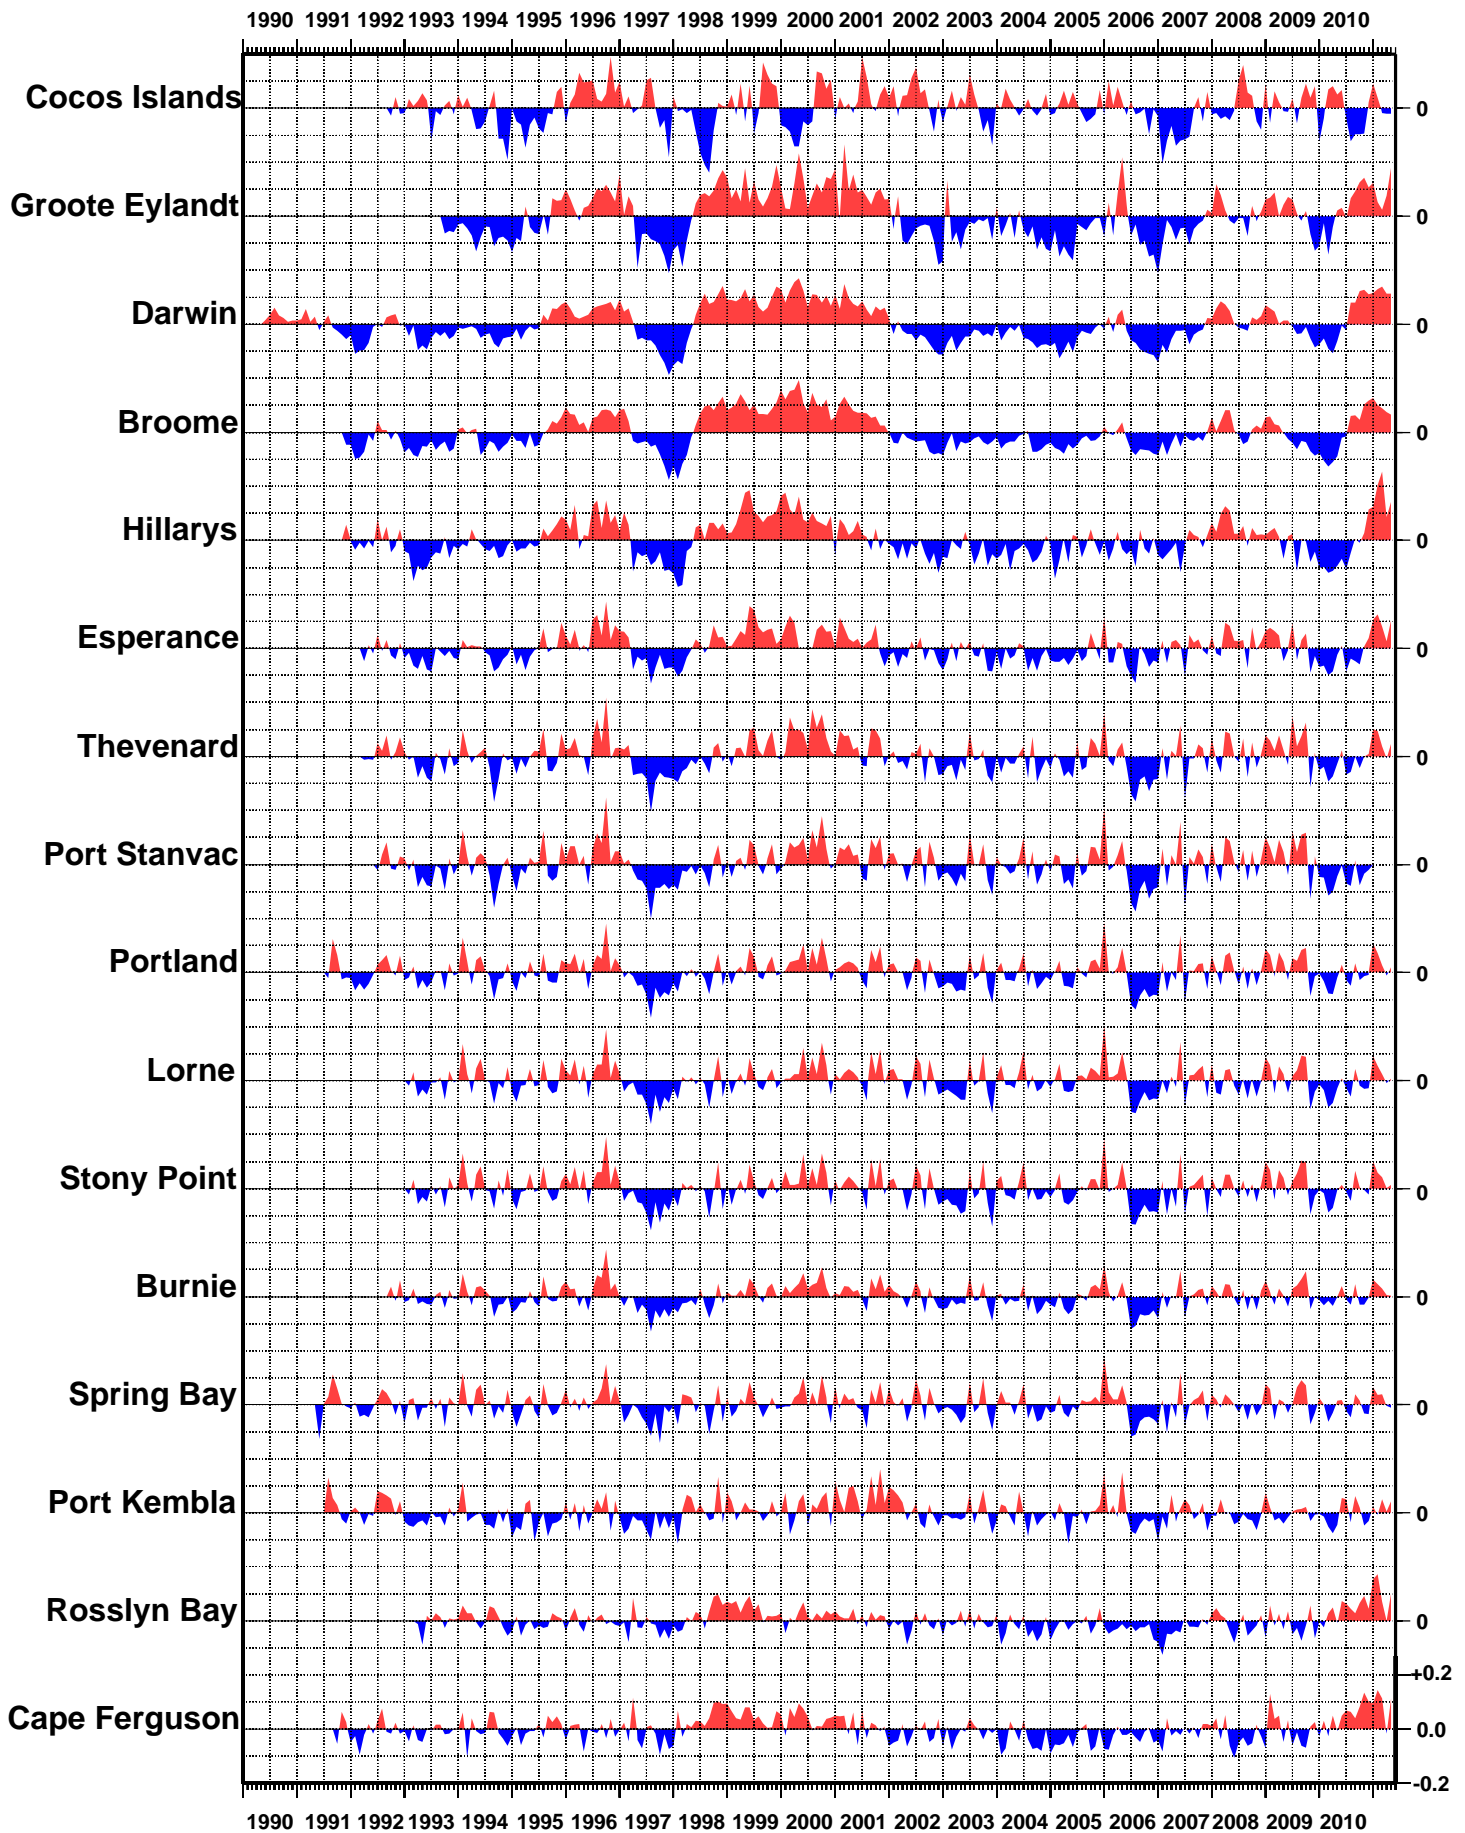 1990 1991 1992 1993 1994 1995 1996 1997 1998 1999 2000 2001 2002 2003 2004 2005 2006 2007 2008 2009 2010
Cocos Islands 0
Groote Eylandt 0
Darwin 0
Broome 0
Hillarys 0
Esperance 0
Thevenard 0
Port Stanvac 0
Portland 0
Lorne 0
Stony Point 0
Burnie 0
Spring Bay 0
Port Kembla 0
Rosslyn Bay 0
+0.2
Cape Ferguson 0.0
-0.2
1990 1991 1992 1993 1994 1995 1996 1997 1998 1999 2000 2001 2002 2003 2004 2005 2006 2007 2008 2009 2010